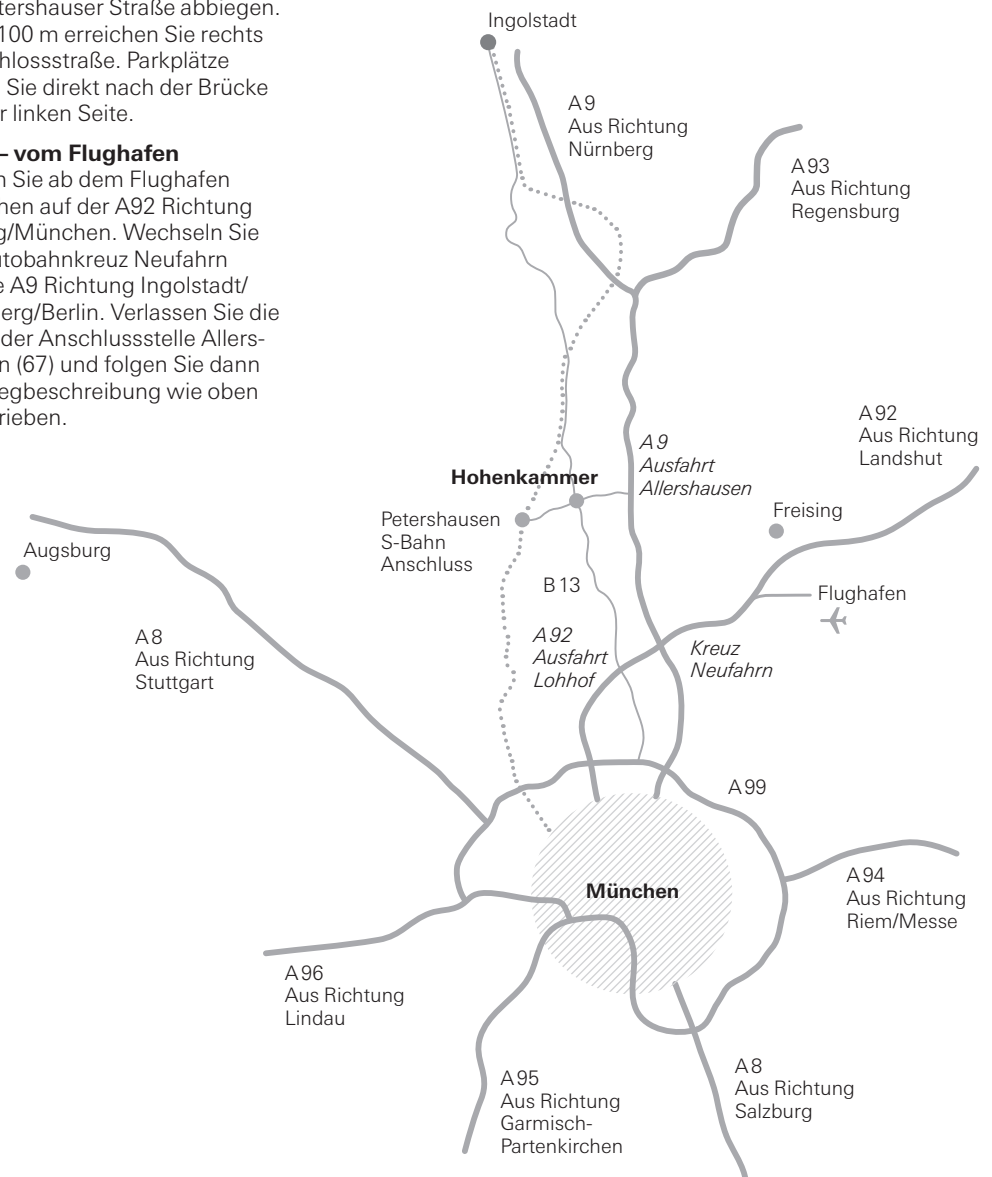 tershauser Straße abbiegen.
100 m erreichen Sie rechts
hlossstraße. Parkplätze
Sie direkt nach der Brücke
r linken Seite.
– vom Flughafen
n Sie ab dem Flughafen
nen auf der A92 Richtung
g/München. Wechseln Sie
utobahnkreuz Neufahrn
e A9 Richtung Ingolstadt/
erg/Berlin. Verlassen Sie die
der Anschlussstelle Allers-
n (67) und folgen Sie dann
egbeschreibung wie oben
rieben.
Ingolstadt
A 9
Aus Richtung
Nürnberg
A 93
Aus Richtung
Regensburg
A 92
Aus Richtung
Landshut
A 9
Ausfahrt
Allershausen
Hohenkammer
Petershausen
S-Bahn
Anschluss
Freising
Augsburg
B 13
Flughafen
A 8
Aus Richtung
Stuttgart
A 92
Ausfahrt
Lohhof
Kreuz
Neufahrn
A 99
München
A 94
Aus Richtung
Riem/Messe
A 96
Aus Richtung
Lindau
A 95
Aus Richtung
Garmisch-
Partenkirchen
A 8
Aus Richtung
Salzburg